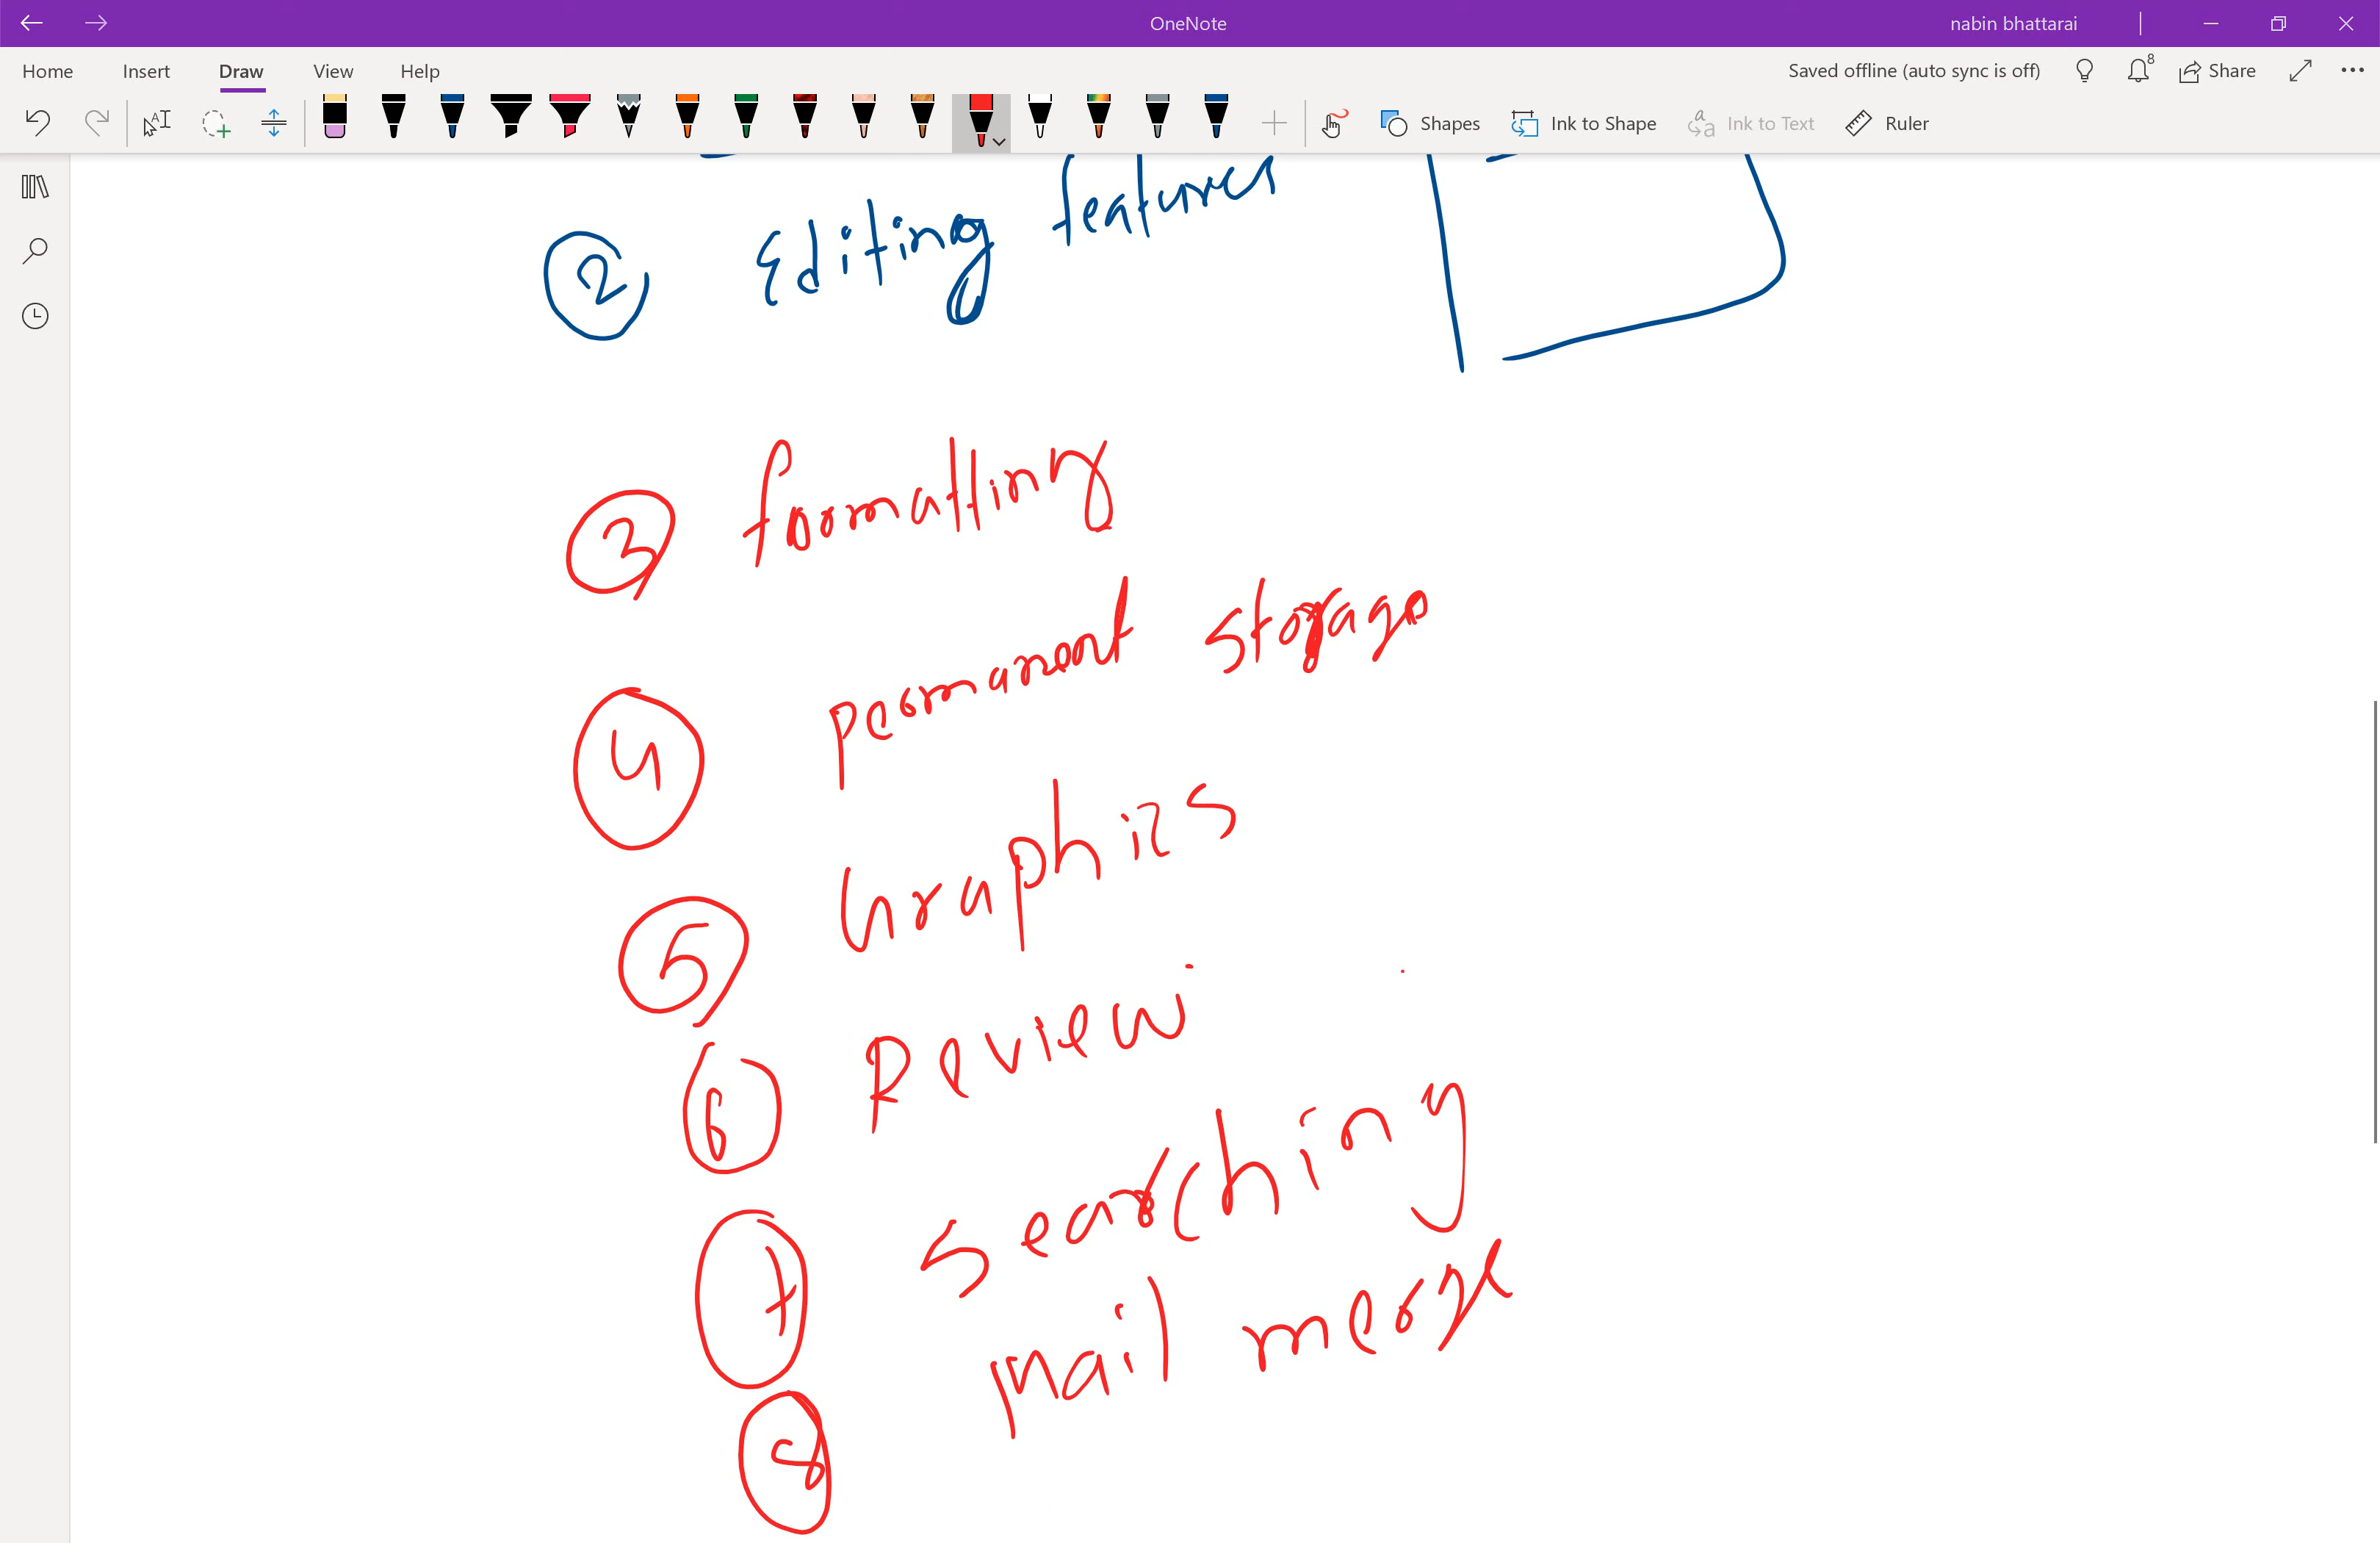 OneNote
nabin bhattarai
Home Insert Draw View Help
Saved offline (auto sync is off)
8
Share
Shapes
Ink to Shape
Ink to Text
Ruler
2 Editing features
3 formatting
4 permanent storage
5 Graphics
6 Review
7 Searching
8 Mail merge